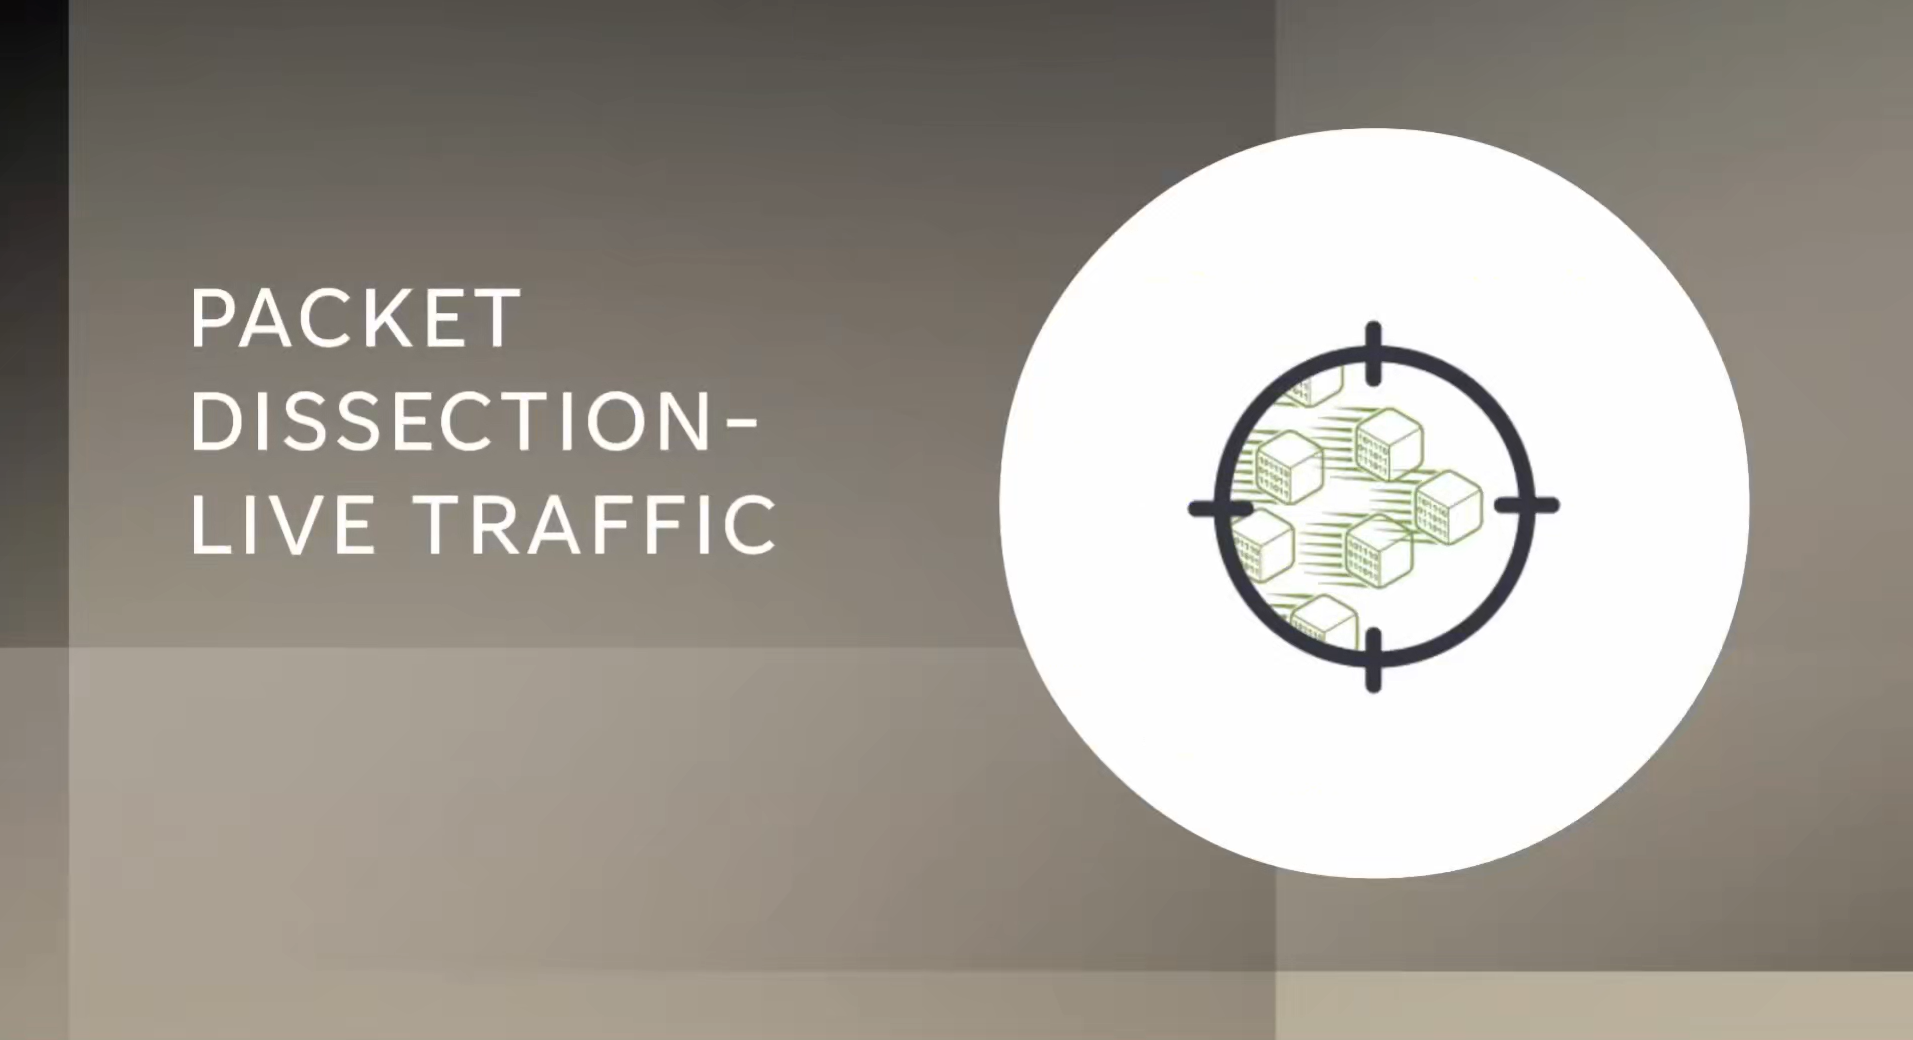 PACKET
DISSECTION-
LIVE TRAFFIC